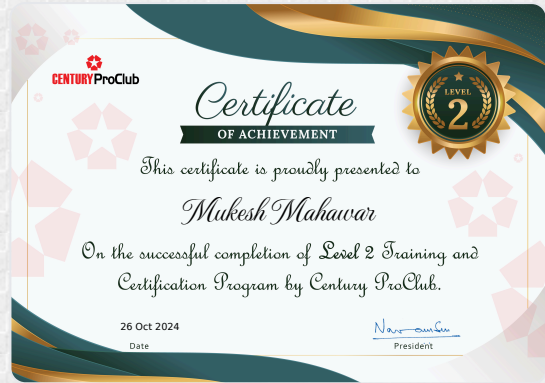 CENTURY ProClub
Certificate
OF ACHIEVEMENT
LEVEL
2
This certificate is proudly presented to
Mukesh Mahawar
On the successful completion of Level 2 Training and
Certification Program by Century ProClub.
26 Oct 2024
Date
President